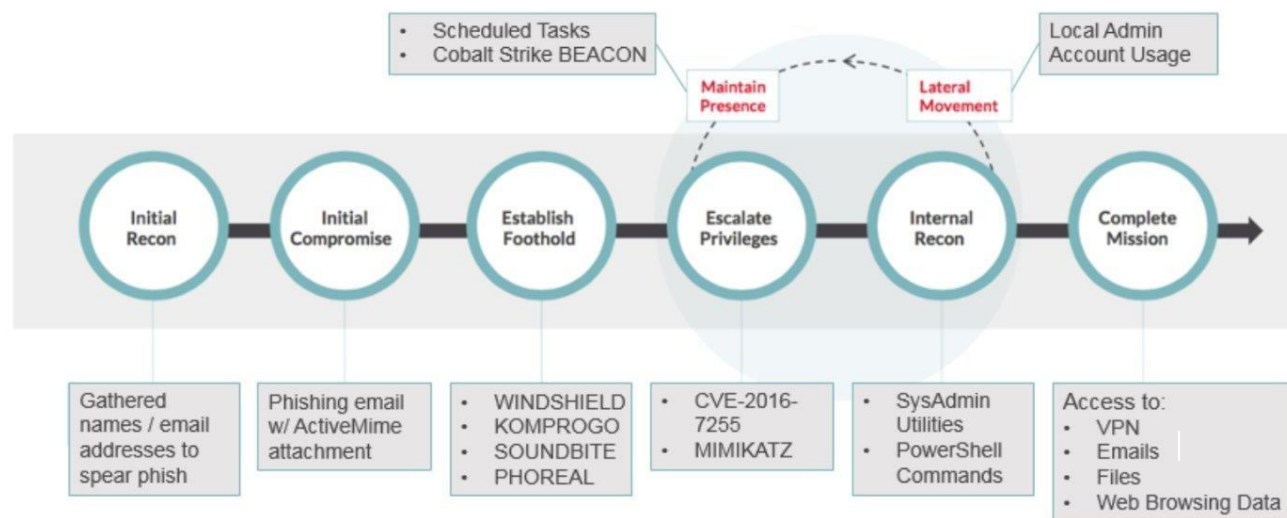 • Scheduled Tasks
• Cobalt Strike BEACON
Local Admin
Account Usage
Maintain
Presence
Lateral
Movement
Initial
Recon
Initial
Compromise
Establish
Foothold
Escalate
Privileges
Internal
Recon
Complete
Mission
Gathered
names / email
addresses to
spear phish
Phishing email
w/ ActiveMime
attachment
• WINDSHIELD
• KOMPROGO
• SOUNDBITE
• PHOREAL
• CVE-2016-
7255
• MIMIKATZ
• SysAdmin
Utilities
• PowerShell
Commands
Access to:
• VPN
• Emails
• Files
• Web Browsing Data